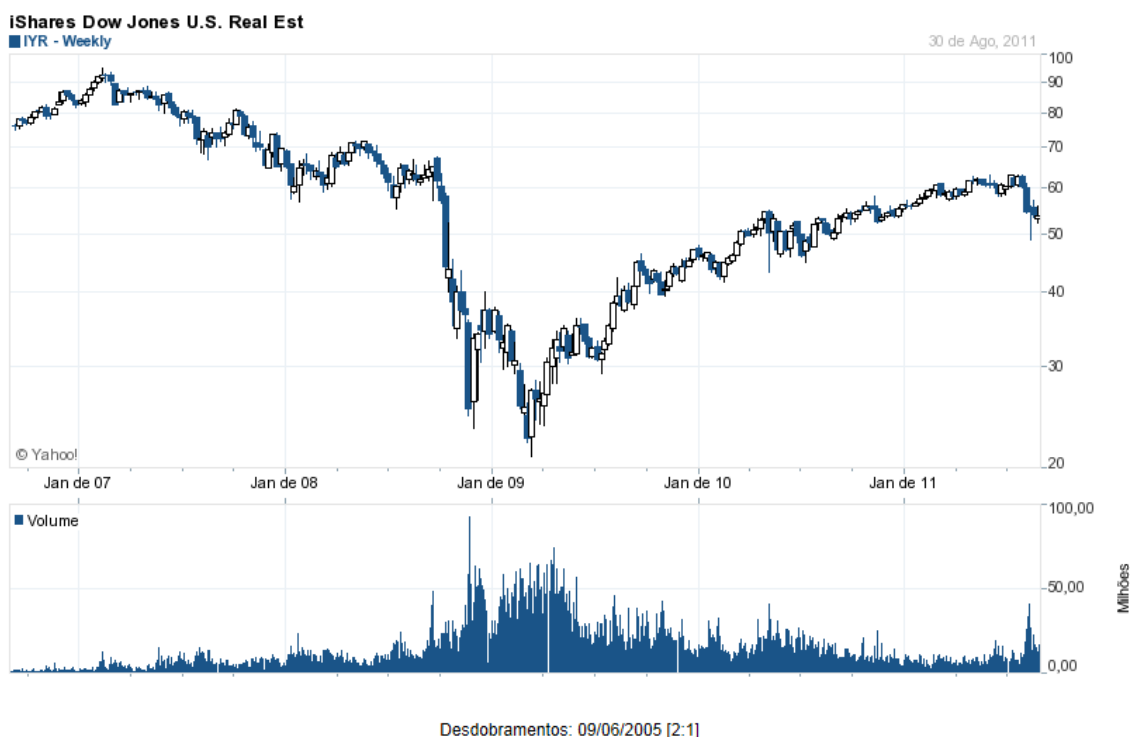 iShares Dow Jones U.S. Real Est
IYR - Weekly
30 de Ago, 2011
100
90
80
70
60
50
40
30
20
© Yahoo!
Jan de 07
Jan de 08
Jan de 09
Jan de 10
Jan de 11
Volume
100,00
50,00
0,00
Milhões
Desdobramentos: 09/06/2005 [2:1]